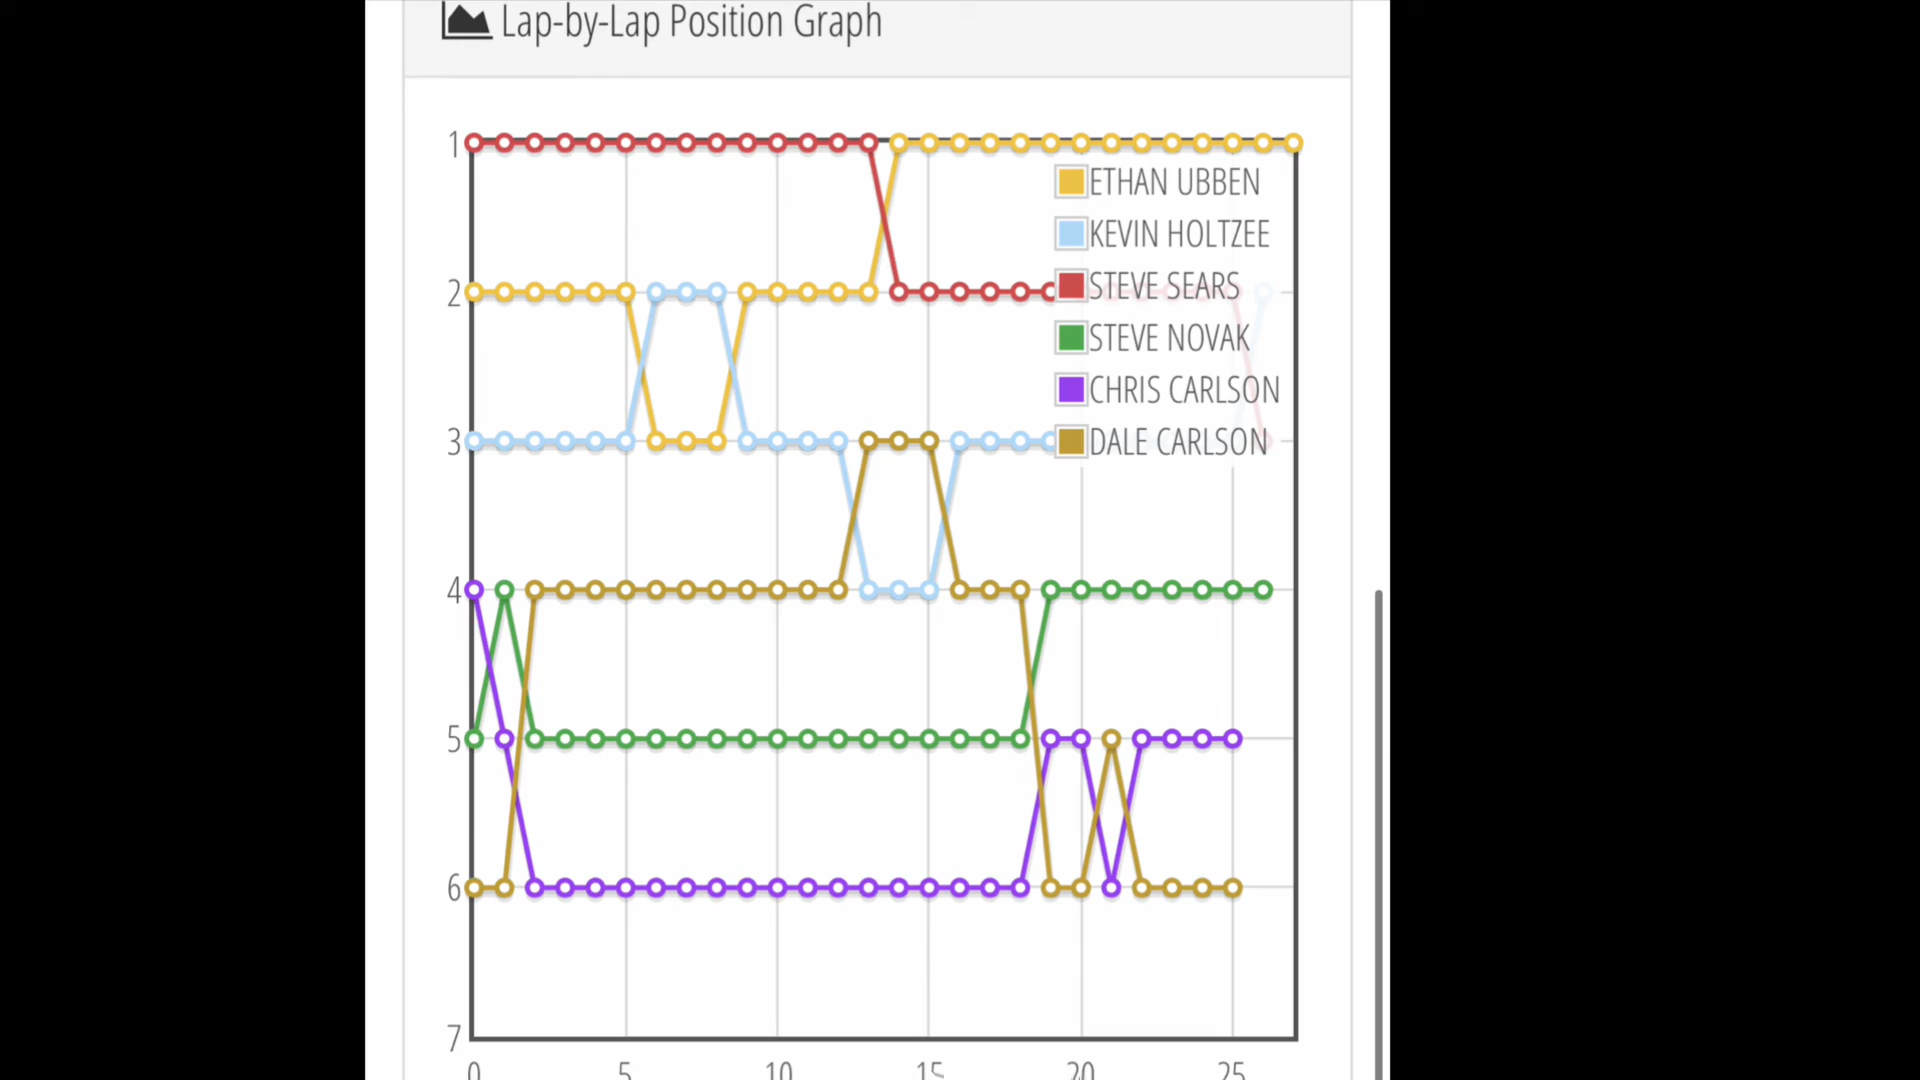 Lap-by-Lap Position Graph
1
ETHAN UBBEN
KEVIN HOLTZEE
2
STEVE SEARS
STEVE NOVAK
CHRIS CARLSON
3
DALE CARLSON
4
5
6
7
0 5 10 15 20 25